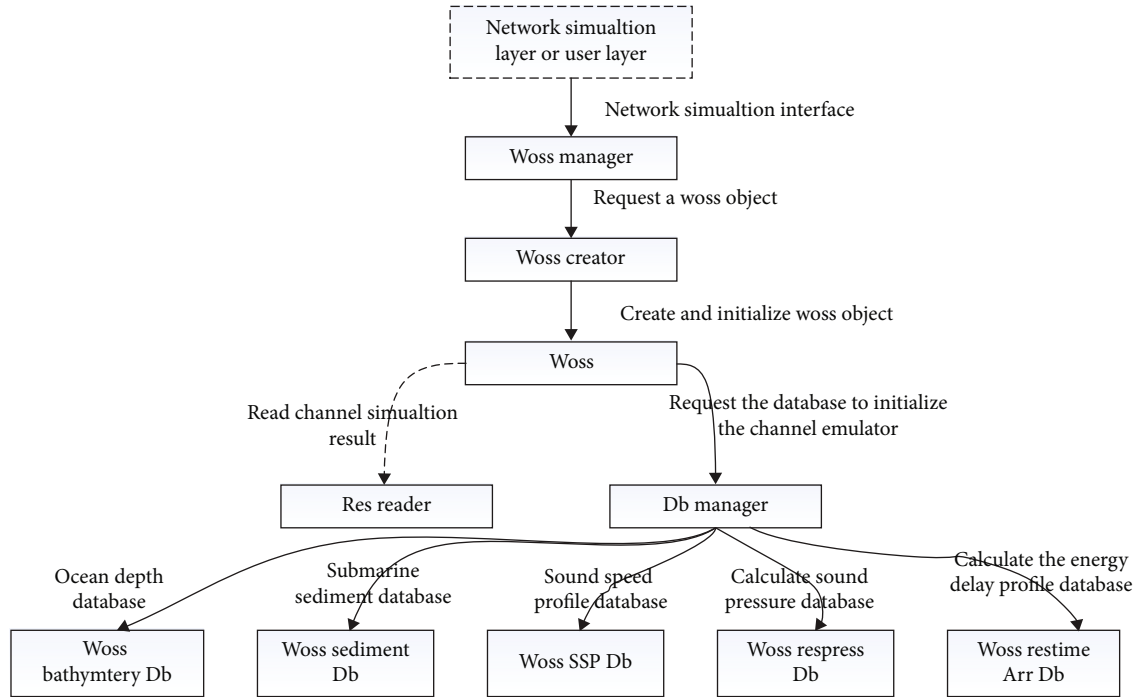 Network simualtion
layer or user layer
Network simualtion interface
Woss manager
Request a woss object
Woss creator
Create and initialize woss object
Woss
Read channel simualtion
result
Request the database to initialize
the channel emulator
Res reader
Db manager
Ocean depth
database
Submarine
sediment database
Sound speed
profile database
Calculate sound
pressure database
Calculate the energy
delay profile database
Woss
bathymtery Db
Woss sediment
Db
Woss SSP Db
Woss respress
Db
Woss restime
Arr Db